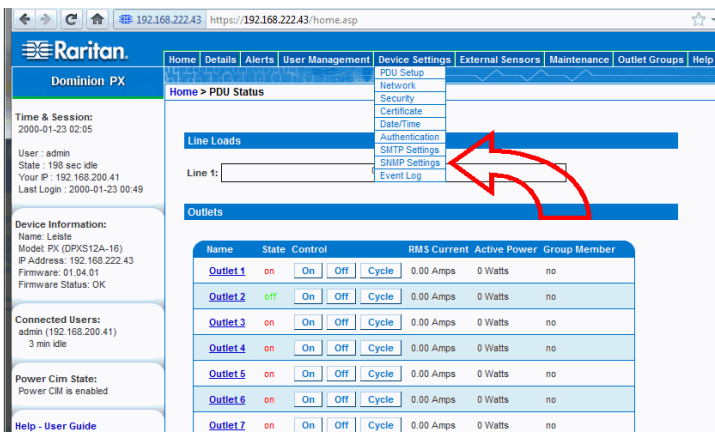 192.168.222.43 https://192.168.222.43/home.asp
Raritan.
Dominion PX
Home Details Alerts User Management Device Settings External Sensors Maintenance Outlet Groups Help
PDU Setup
Network
Security
Certificate
Date/Time
Authentication
SMTP Settings
SNMP Settings
Event Log
Home > PDU Status
Time & Session:
2000-01-23 02:05
User : admin
State : 198 sec idle
Your IP : 192.168.200.41
Last Login : 2000-01-23 00:49
Device Information:
Name: Leiste
Model: PX (DPXS12A-16)
IP Address: 192.168.222.43
Firmware: 01.04.01
Firmware Status: OK
Connected Users:
admin (192.168.200.41)
3 min idle
Power Cim State:
Power CIM is enabled
Help - User Guide
Line Loads
Line 1:
Outlets
Name State Control RMS Current Active Power Group Member
Outlet 1 on On Off Cycle 0.00 Amps 0 Watts no
Outlet 2 off On Off Cycle 0.00 Amps 0 Watts no
Outlet 3 on On Off Cycle 0.00 Amps 0 Watts no
Outlet 4 on On Off Cycle 0.00 Amps 0 Watts no
Outlet 5 on On Off Cycle 0.00 Amps 0 Watts no
Outlet 6 on On Off Cycle 0.00 Amps 0 Watts no
Outlet 7 on On Off Cycle 0.00 Amps 0 Watts no